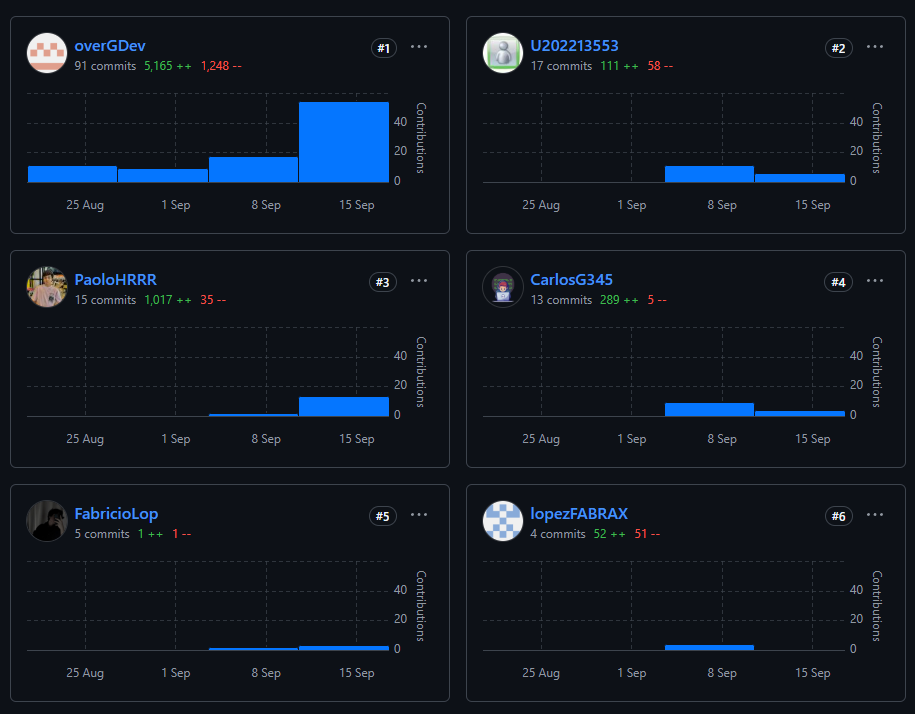 overGDev #1 ···
91 commits 5,165 ++ 1,248 --
Contributions
40
20
0
25 Aug 1 Sep 8 Sep 15 Sep
U202213553 #2 ···
17 commits 111 ++ 58 --
Contributions
40
20
0
25 Aug 1 Sep 8 Sep 15 Sep
PaoloHRRR #3 ···
15 commits 1,017 ++ 35 --
Contributions
40
20
0
25 Aug 1 Sep 8 Sep 15 Sep
CarlosG345 #4 ···
13 commits 289 ++ 5 --
Contributions
40
20
0
25 Aug 1 Sep 8 Sep 15 Sep
FabricioLop #5 ···
5 commits 1 ++ 1 --
Contributions
40
20
0
25 Aug 1 Sep 8 Sep 15 Sep
lopezFABRAX #6 ···
4 commits 52 ++ 51 --
Contributions
40
20
0
25 Aug 1 Sep 8 Sep 15 Sep